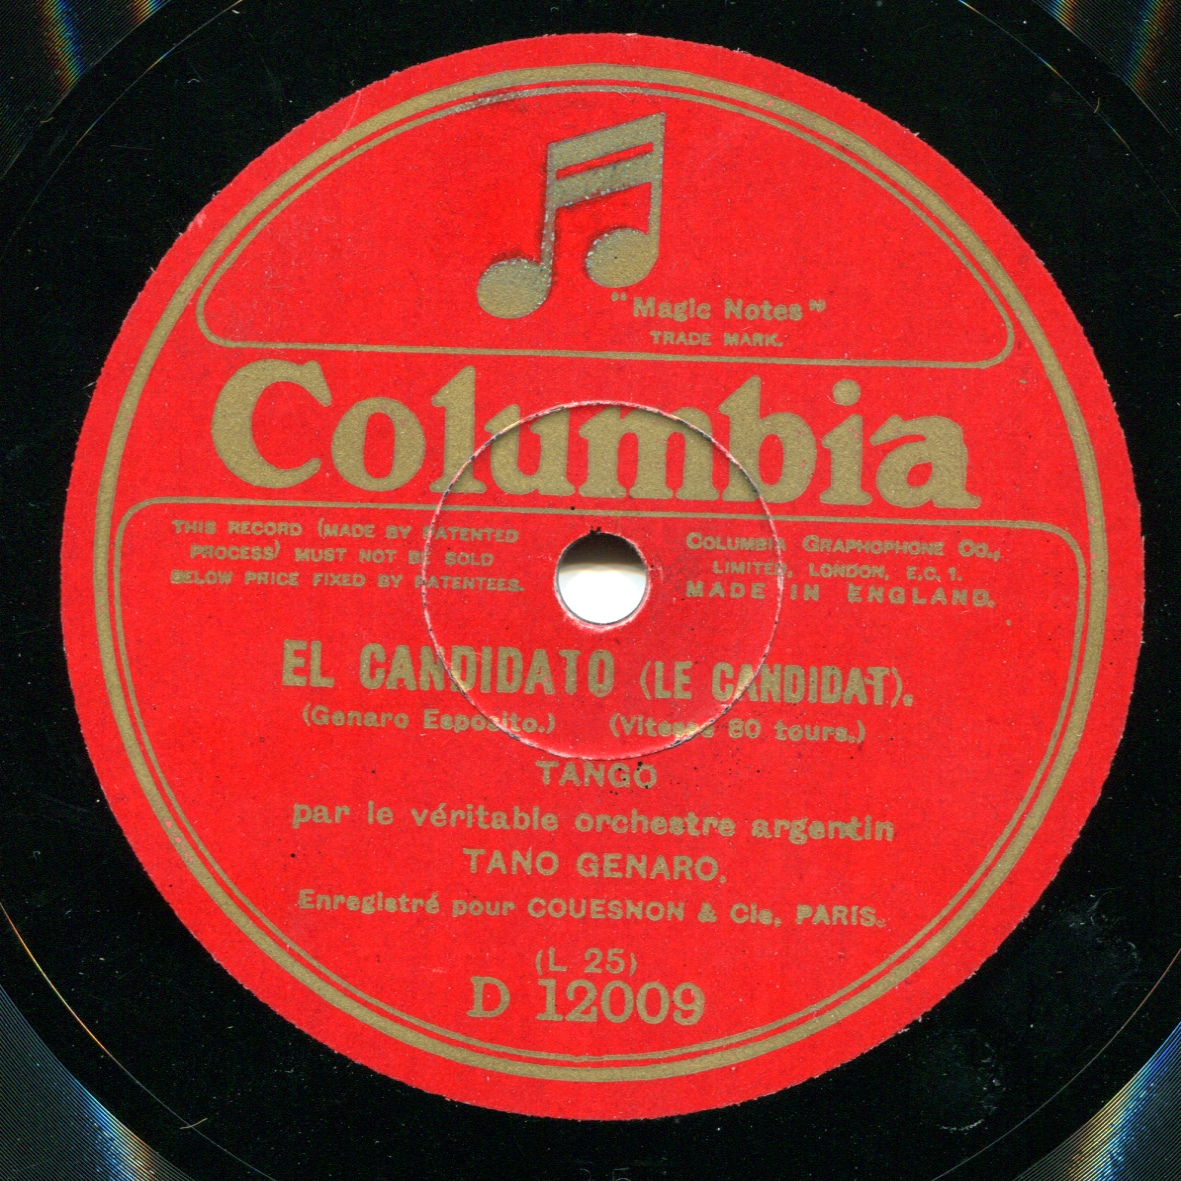 "Magic Notes"
TRADE MARK.
Columbia
THIS RECORD (MADE BY PATENTED
PROCESS) MUST NOT BE SOLD
BELOW PRICE FIXED BY PATENTEES.
COLUMBIA GRAPHOPHONE CO.,
LIMITED, LONDON, E.C.1.
MADE IN ENGLAND.
EL CANDIDATO (LE CANDIDAT).
(Genaro Esposito.) (Vitesse 80 tours.)
TANGO
par le véritable orchestre argentin
TANO GENARO.
Enregistré pour COUESNON & Cie, PARIS.
(L 25)
D 12009